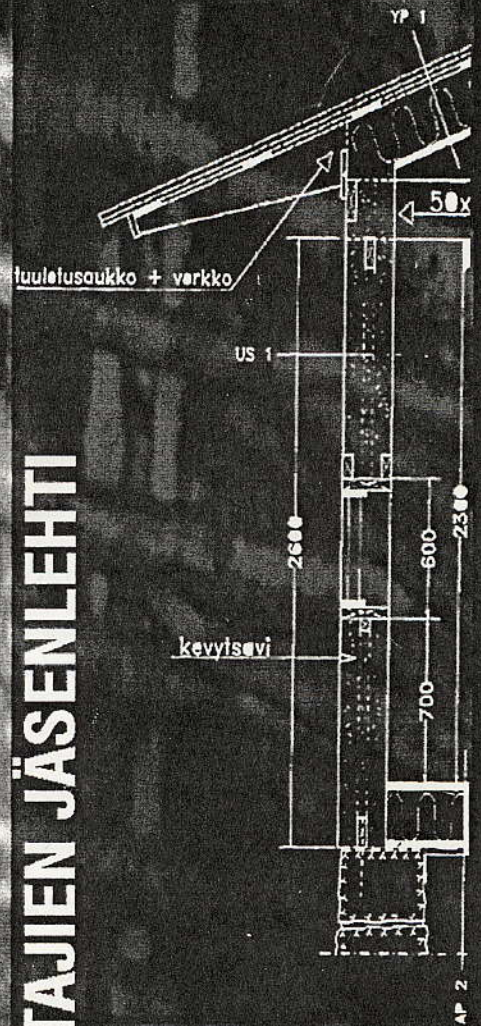 YP 1
50x
tuuletusaukko + verkko
US 1
2600
600
2300
kevytsavi
700
AP 2
TAJIEN JÄSENLEHTI